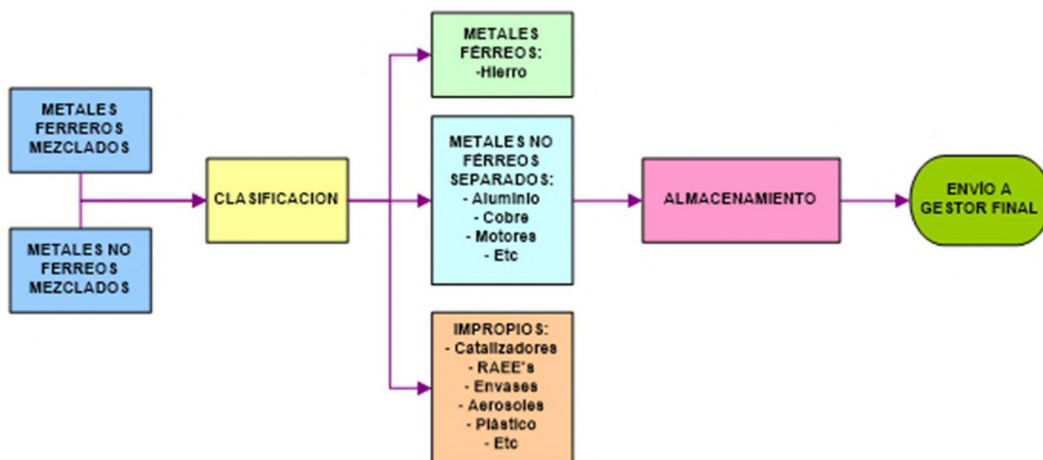 METALES
FERREROS
MEZCLADOS
METALES NO
FERREOS
MEZCLADOS
CLASIFICACION
METALES
FÉRREOS:
-Hierro
METALES NO
FÉRREOS
SEPARADOS:
- Aluminio
- Cobre
- Motores
- Etc
IMPROPIOS:
- Catalizadores
- RAEE's
- Envases
- Aerosoles
- Plástico
- Etc
ALMACENAMIENTO
ENVÍO A
GESTOR FINAL